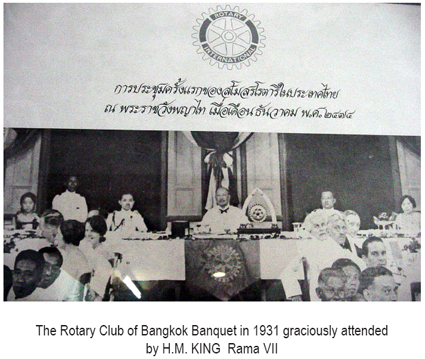 ROTARY
INTERNATIONAL
การประชุมครั้งแรกของสโมสรโรตารีในประเทศไทย
ณ พระราชวังพญาไท เมื่อเดือนธันวาคม พ.ศ. ๒๔๗๔
The Rotary Club of Bangkok Banquet in 1931 graciously attended
by H.M. KING Rama VII